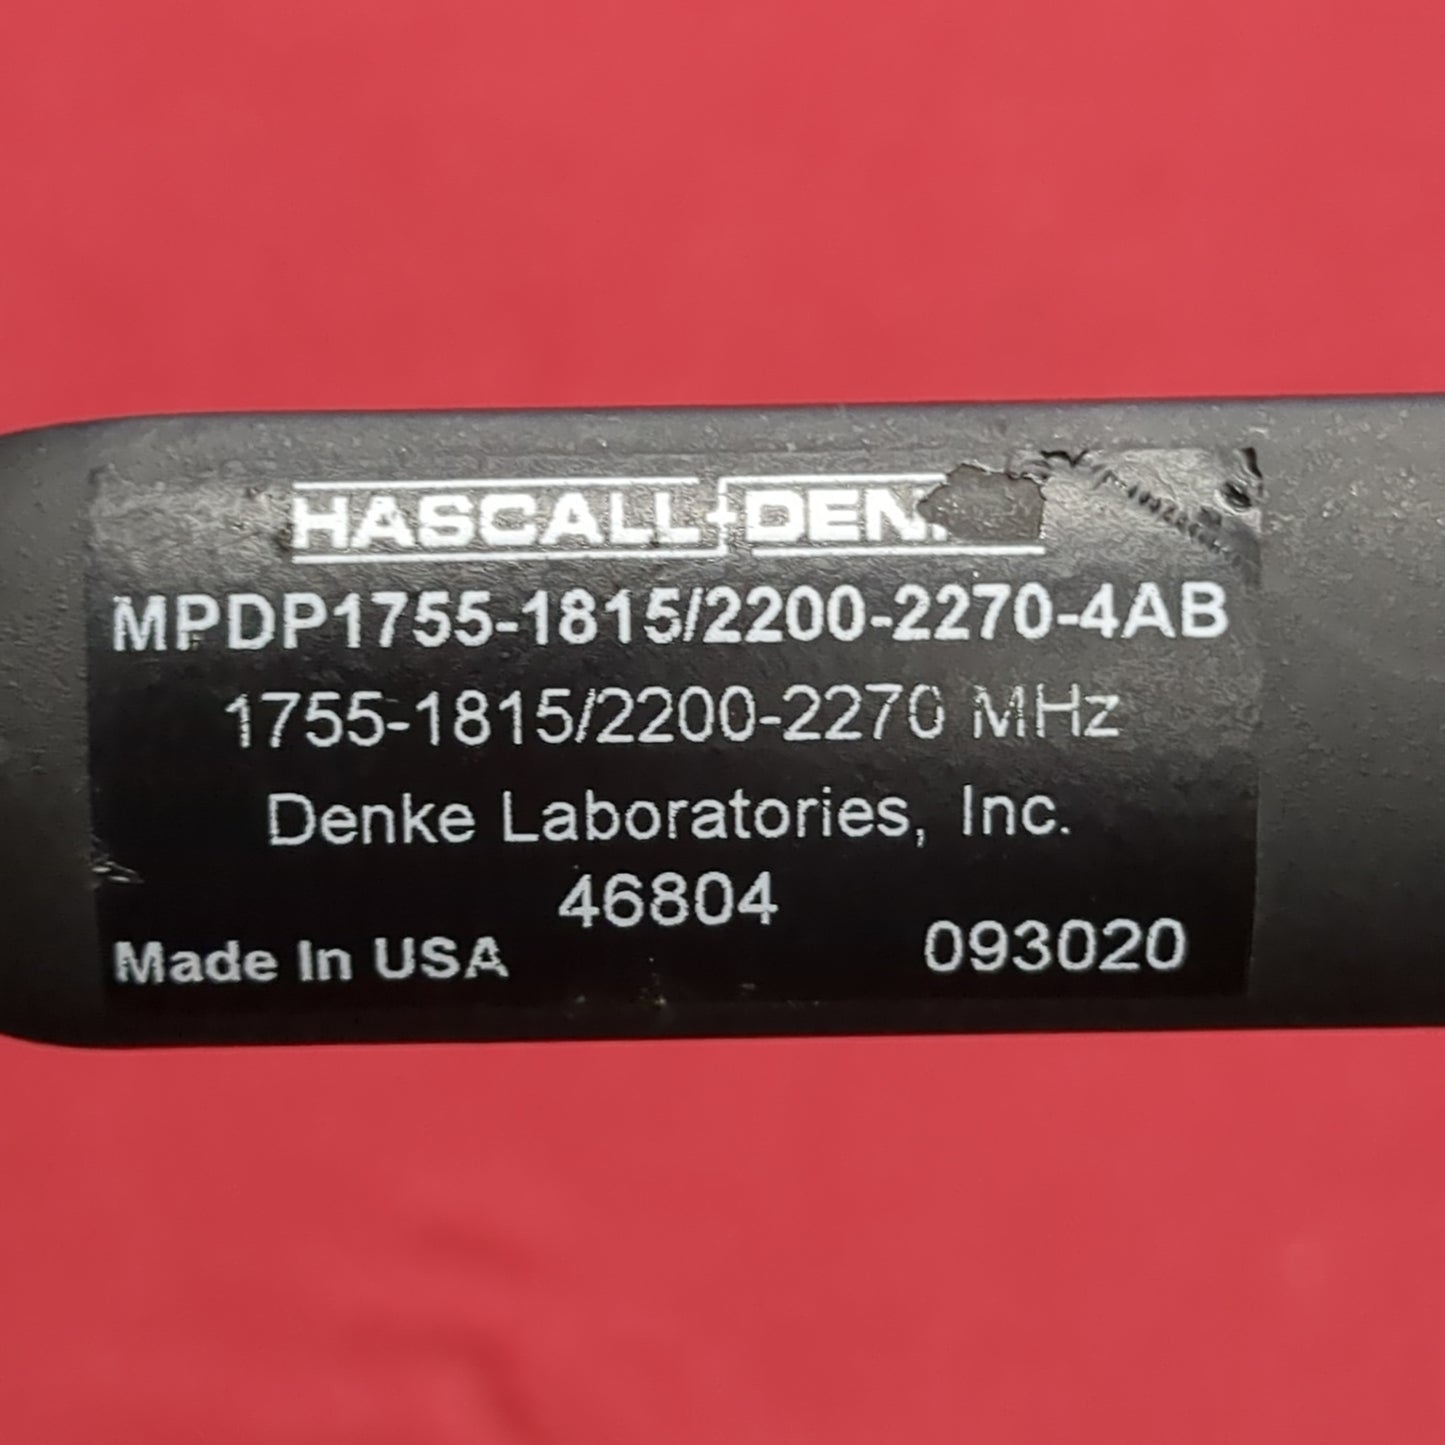 HASCALL-DEN
MPDP1755-1815/2200-2270-4AB
1755-1815/2200-2270 MHz
Denke Laboratories, Inc.
46804
Made In USA 093020